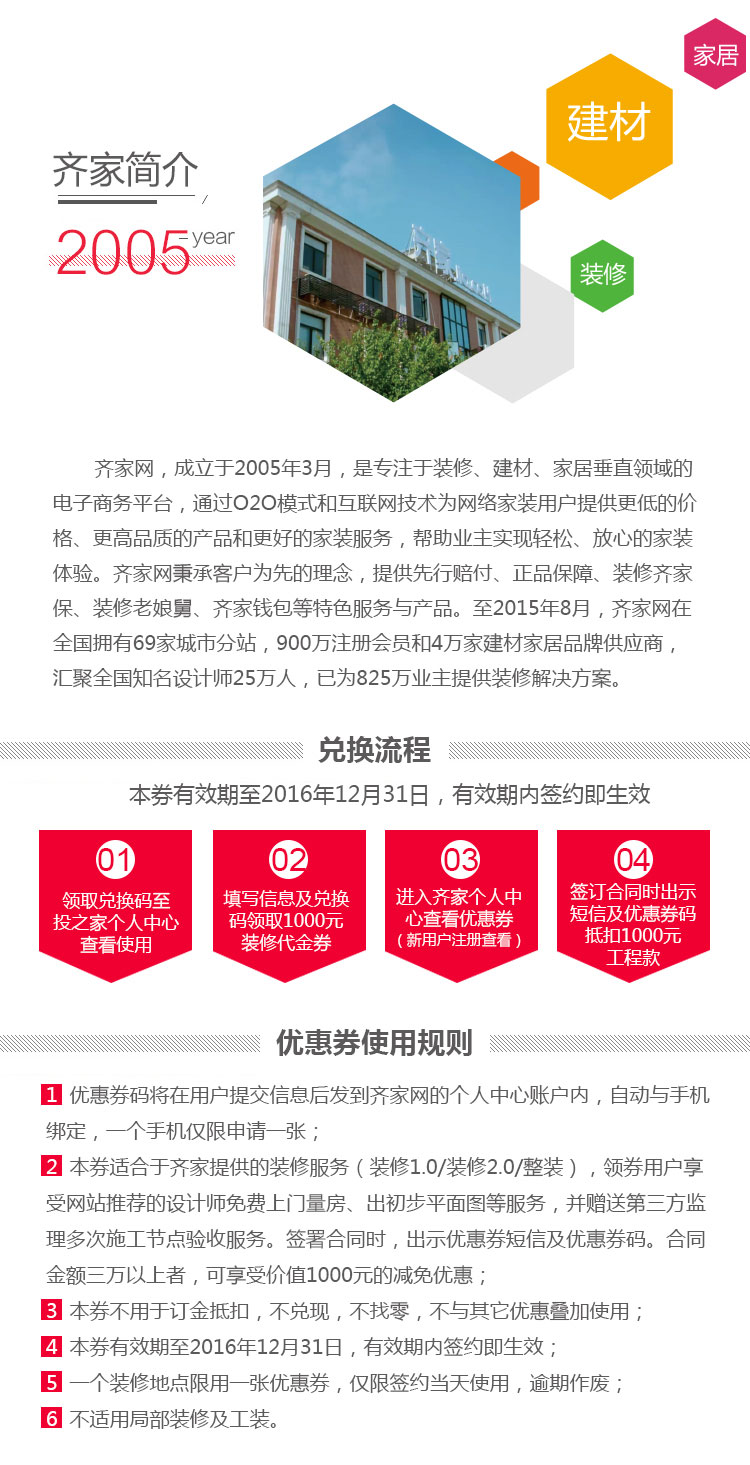 家居
建材
齐家简介
2005
year
装修
齐家网，成立于2005年3月，是专注于装修、建材、家居垂直领域的
电子商务平台，通过O2O模式和互联网技术为网络家装用户提供更低的价
格、更高品质的产品和更好的家装服务，帮助业主实现轻松、放心的家装
体验。齐家网秉承客户为先的理念，提供先行赔付、正品保障、装修齐家
保、装修老娘舅、齐家钱包等特色服务与产品。至2015年8月，齐家网在
全国拥有69家城市分站，900万注册会员和4万家建材家居品牌供应商，
汇聚全国知名设计师25万人，已为825万业主提供装修解决方案。
兑换流程
本券有效期至2016年12月31日，有效期内签约即生效
01
领取兑换码至
投之家个人中心
查看使用
02
填写信息及兑换
码领取1000元
装修代金券
03
进入齐家个人中
心查看优惠券
（新用户注册查看）
04
签订合同时出示
短信及优惠券码
抵扣1000元
工程款
优惠券使用规则
1 优惠券码将在用户提交信息后发到齐家网的个人中心账户内，自动与手机
绑定，一个手机仅限申请一张；
2 本券适合于齐家提供的装修服务（装修1.0/装修2.0/整装），领券用户享
受网站推荐的设计师免费上门量房、出初步平面图等服务，并赠送第三方监
理多次施工节点验收服务。签署合同时，出示优惠券短信及优惠券码。合同
金额三万以上者，可享受价值1000元的减免优惠；
3 本券不用于订金抵扣，不兑现，不找零，不与其它优惠叠加使用；
4 本券有效期至2016年12月31日，有效期内签约即生效；
5 一个装修地点限用一张优惠券，仅限签约当天使用，逾期作废；
6 不适用局部装修及工装。